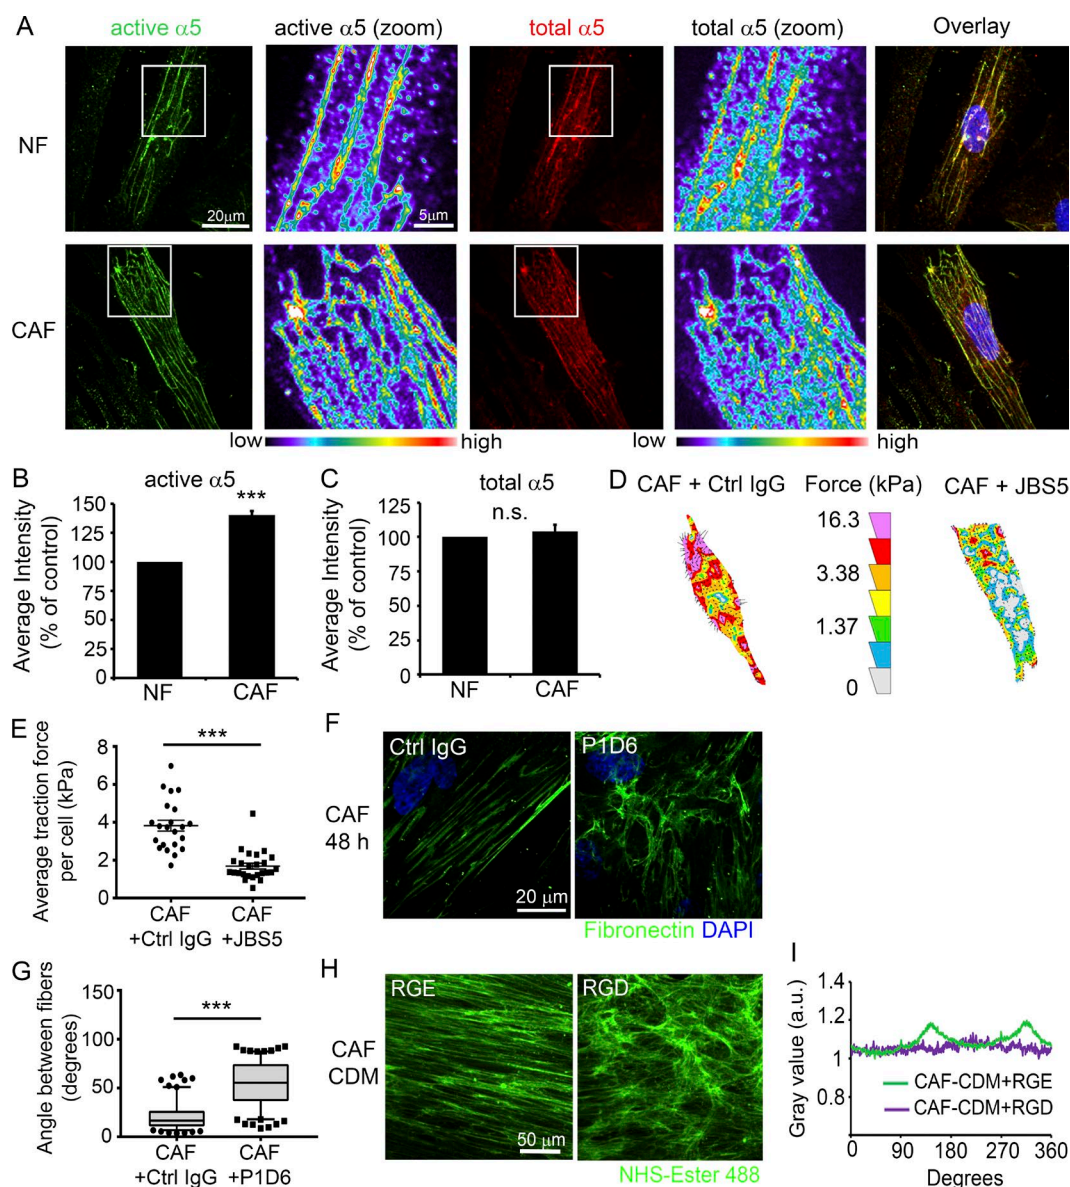 A
active α5
active α5 (zoom)
total α5
total α5 (zoom)
Overlay
NF
20μm
5μm
CAF
low
high
low
high
B
active α5
Average Intensity
(% of control)
150
125
100
75
50
25
0
***
NF
CAF
C
total α5
n.s.
Average Intensity
(% of control)
125
100
75
50
25
0
NF
CAF
D
CAF + Ctrl IgG
Force (kPa)
CAF + JBS5
16.3
3.38
1.37
0
E
Average traction force
per cell (kPa)
8
6
4
2
0
***
CAF
+Ctrl IgG
CAF
+JBS5
F
Ctrl IgG
P1D6
CAF
48 h
20 μm
Fibronectin DAPI
G
Angle between fibers
(degrees)
150
100
50
0
***
CAF
+Ctrl IgG
CAF
+P1D6
H
RGE
RGD
CAF
CDM
50 μm
NHS-Ester 488
I
Gray value (a.u.)
1.4
1.2
1
0.8
CAF-CDM+RGE
CAF-CDM+RGD
0
90
180
270
360
Degrees